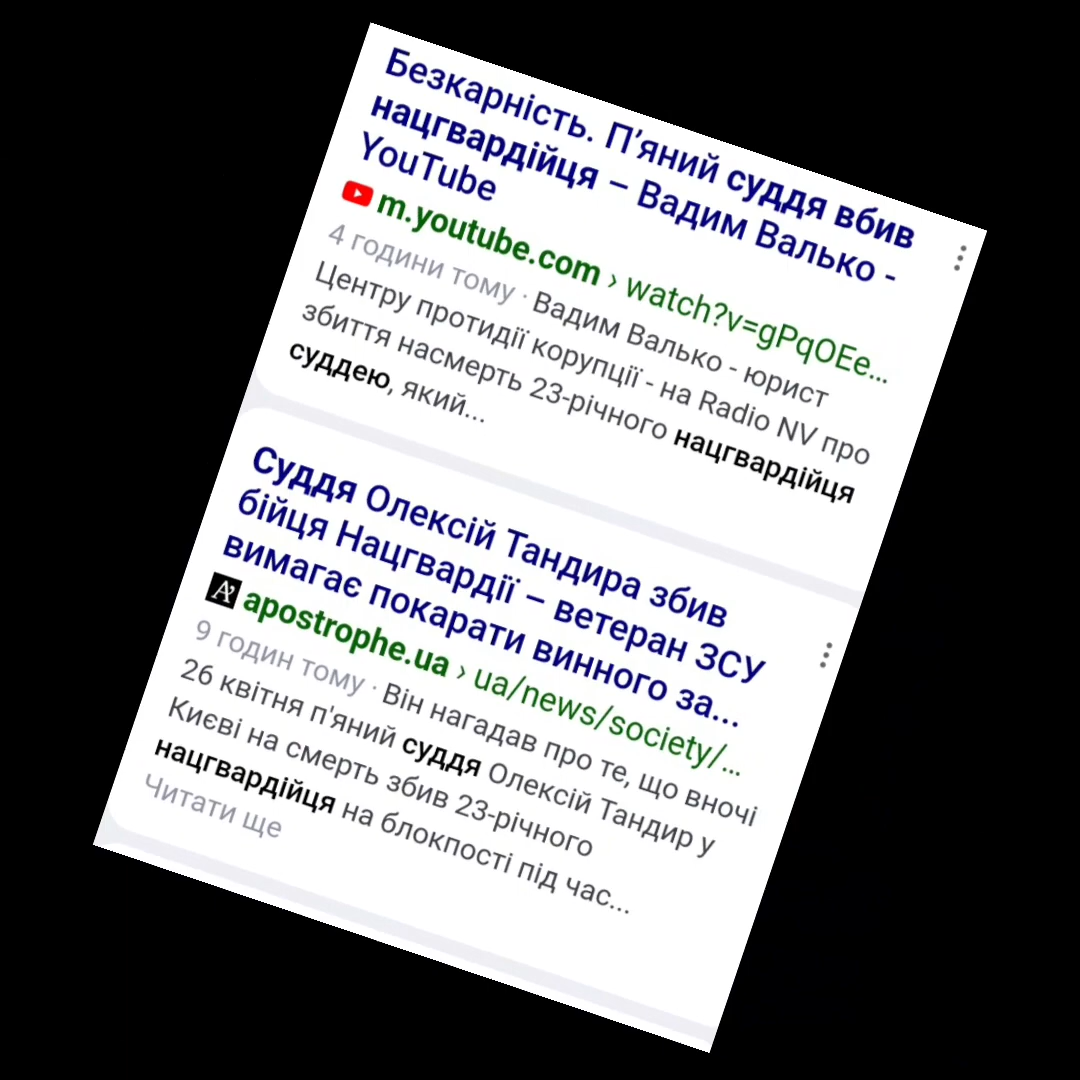 Безкарність. П’яний суддя вбив
нацгвардійця – Вадим Валько -
YouTube
m.youtube.com › watch?v=gPqOEe...
4 години тому · Вадим Валько - юрист
Центру протидії корупції - на Radio NV про
збиття насмерть 23-річного нацгвардійця
суддею, який...
Суддя Олексій Тандира збив
бійця Нацгвардії – ветеран ЗСУ
вимагає покарати винного за...
apostrophe.ua › ua/news/society/...
9 годин тому · Він нагадав про те, що вночі
26 квітня п'яний суддя Олексій Тандир у
Києві на смерть збив 23-річного
нацгвардійця на блокпості під час...
Читати ще